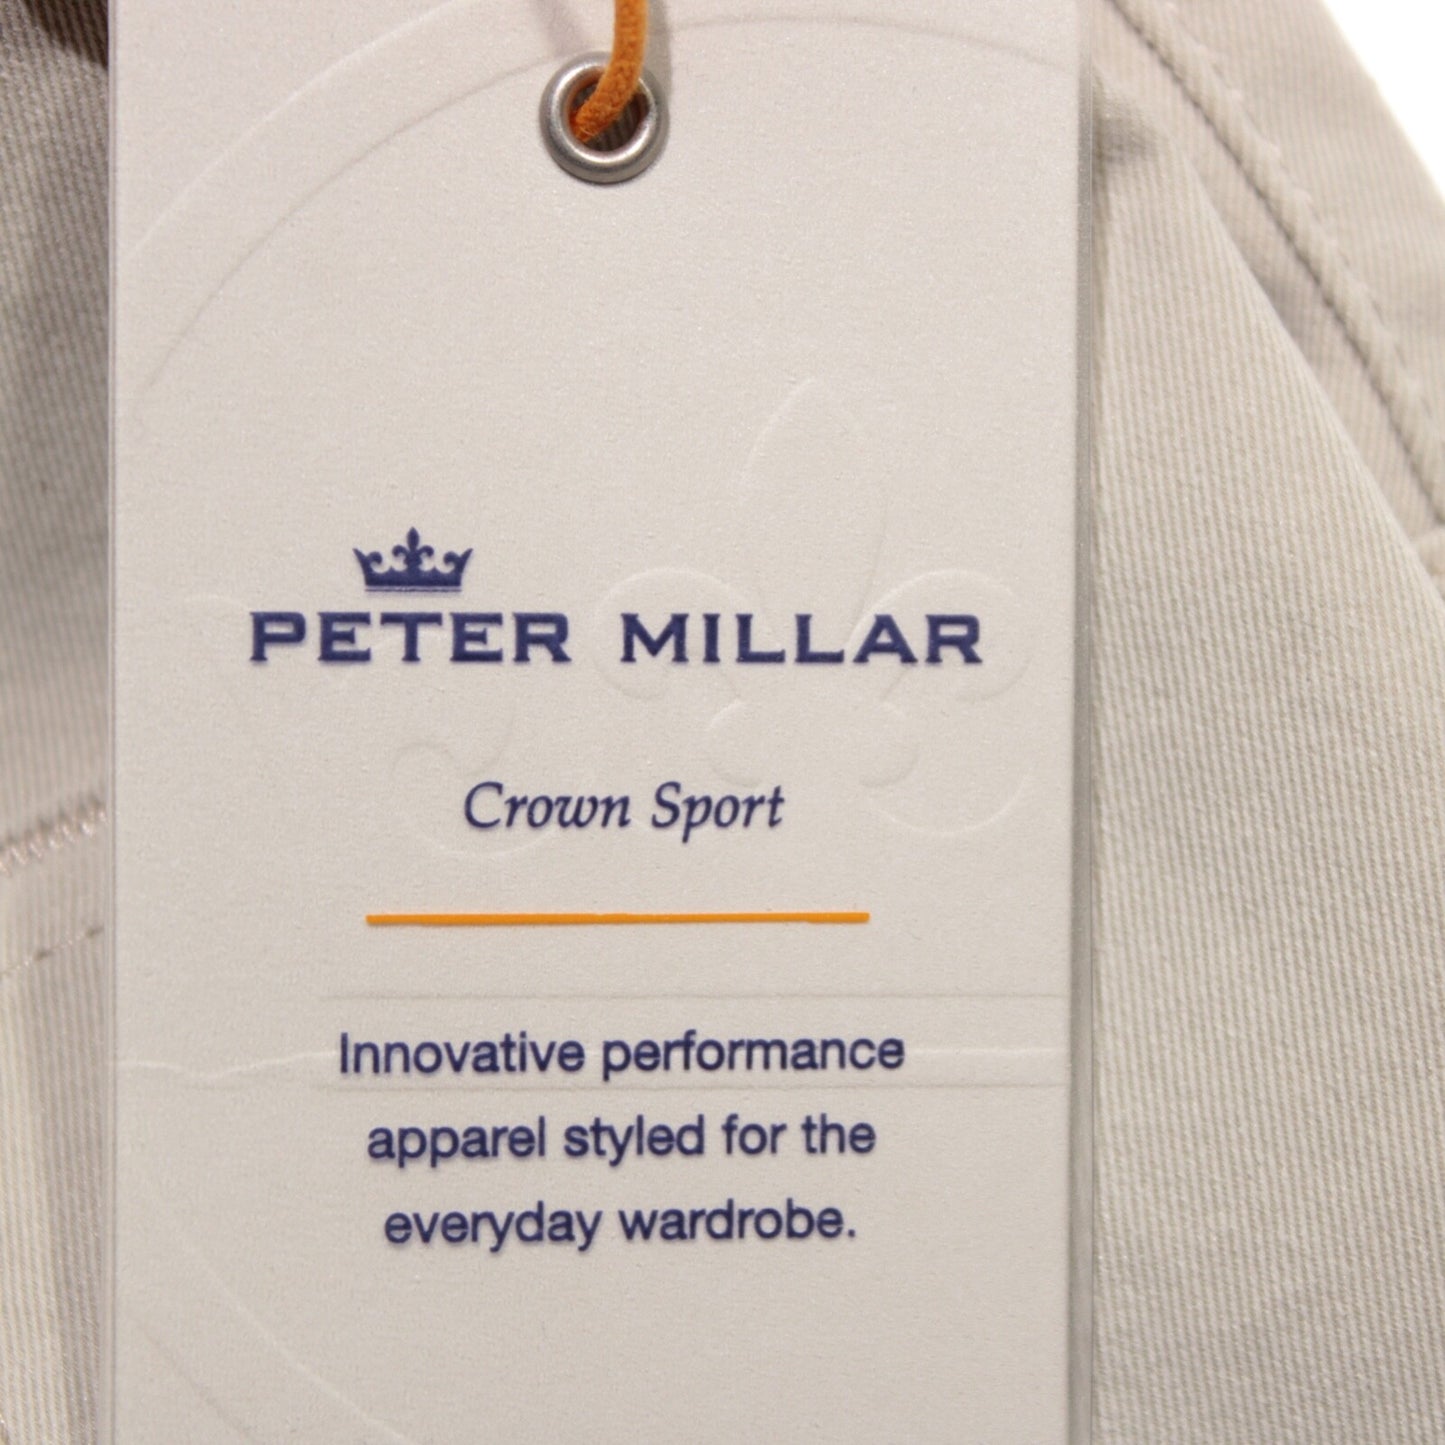 PETER MILLAR
Crown Sport
Innovative performance
apparel styled for the
everyday wardrobe.